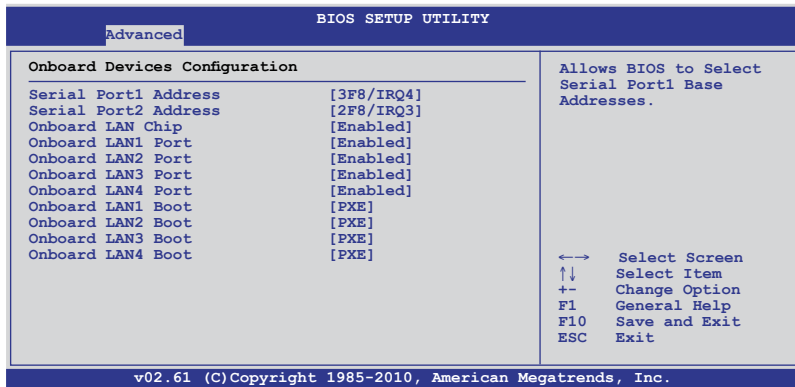 BIOS SETUP UTILITY
Advanced
Onboard Devices Configuration
Serial Port1 Address [3F8/IRQ4]
Serial Port2 Address [2F8/IRQ3]
Onboard LAN Chip [Enabled]
Onboard LAN1 Port [Enabled]
Onboard LAN2 Port [Enabled]
Onboard LAN3 Port [Enabled]
Onboard LAN4 Port [Enabled]
Onboard LAN1 Boot [PXE]
Onboard LAN2 Boot [PXE]
Onboard LAN3 Boot [PXE]
Onboard LAN4 Boot [PXE]
Allows BIOS to Select
Serial Port1 Base
Addresses.
←→ Select Screen
↑↓ Select Item
+- Change Option
F1 General Help
F10 Save and Exit
ESC Exit
v02.61 (C)Copyright 1985-2010, American Megatrends, Inc.